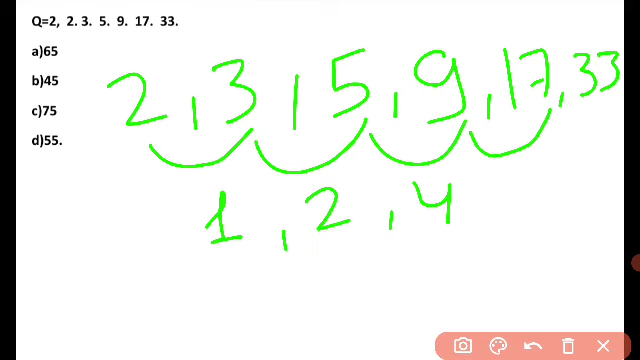 Q=2, 2. 3. 5. 9. 17. 33.
a)65
b)45
c)75
d)55.
2, 3, 5, 9, 17, 33
1, 2, 4